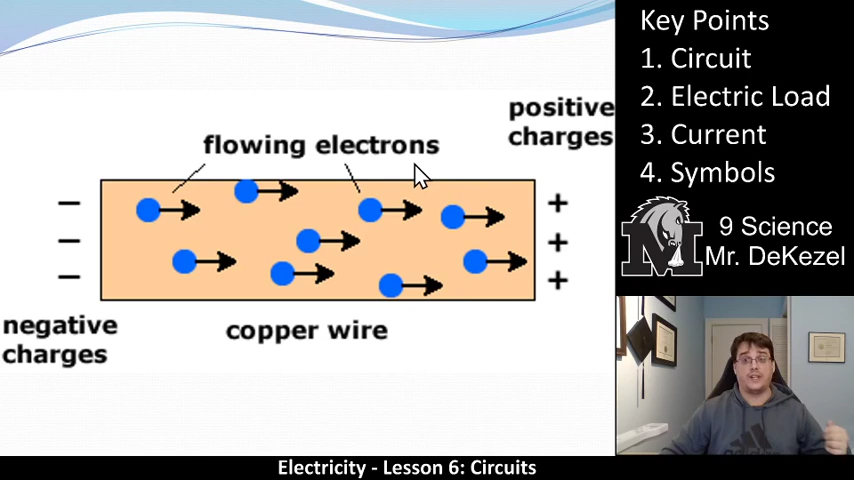 Key Points
1. Circuit
2. Electric Load
3. Current
4. Symbols
M
9 Science
Mr. DeKezel
positive
charges
flowing electrons
− +
− +
− +
negative
charges
copper wire
Electricity - Lesson 6: Circuits